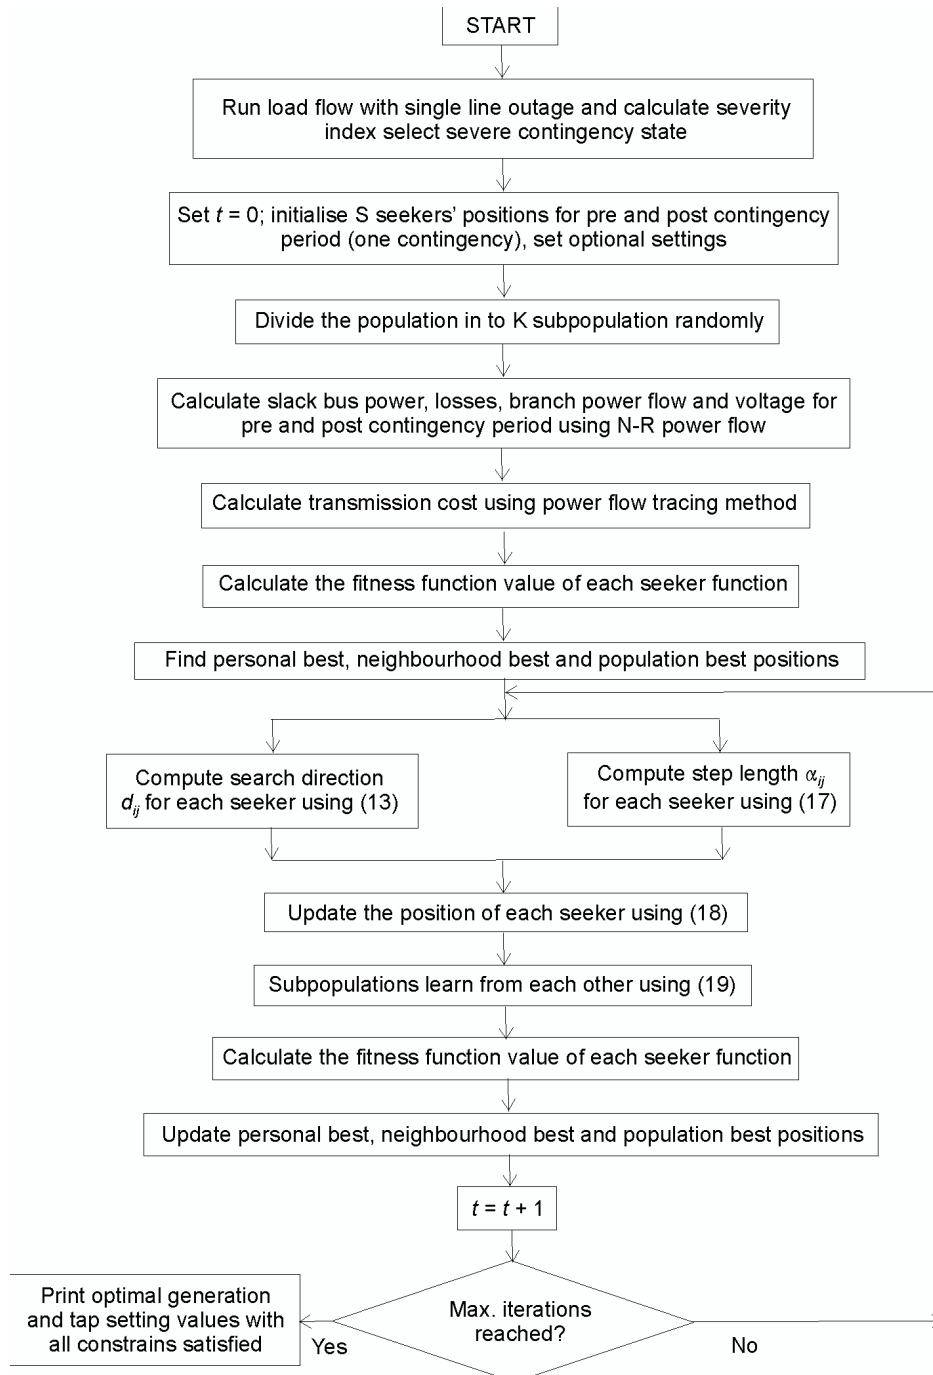 START
Run load flow with single line outage and calculate severity
index select severe contingency state
Set t = 0; initialise S seekers' positions for pre and post contingency
period (one contingency), set optional settings
Divide the population in to K subpopulation randomly
Calculate slack bus power, losses, branch power flow and voltage for
pre and post contingency period using N-R power flow
Calculate transmission cost using power flow tracing method
Calculate the fitness function value of each seeker function
Find personal best, neighbourhood best and population best positions
Compute search direction
dij for each seeker using (13)
Compute step length αij
for each seeker using (17)
Update the position of each seeker using (18)
Subpopulations learn from each other using (19)
Calculate the fitness function value of each seeker function
Update personal best, neighbourhood best and population best positions
t = t + 1
Max. iterations
reached?
Print optimal generation
and tap setting values with
all constrains satisfied
Yes
No